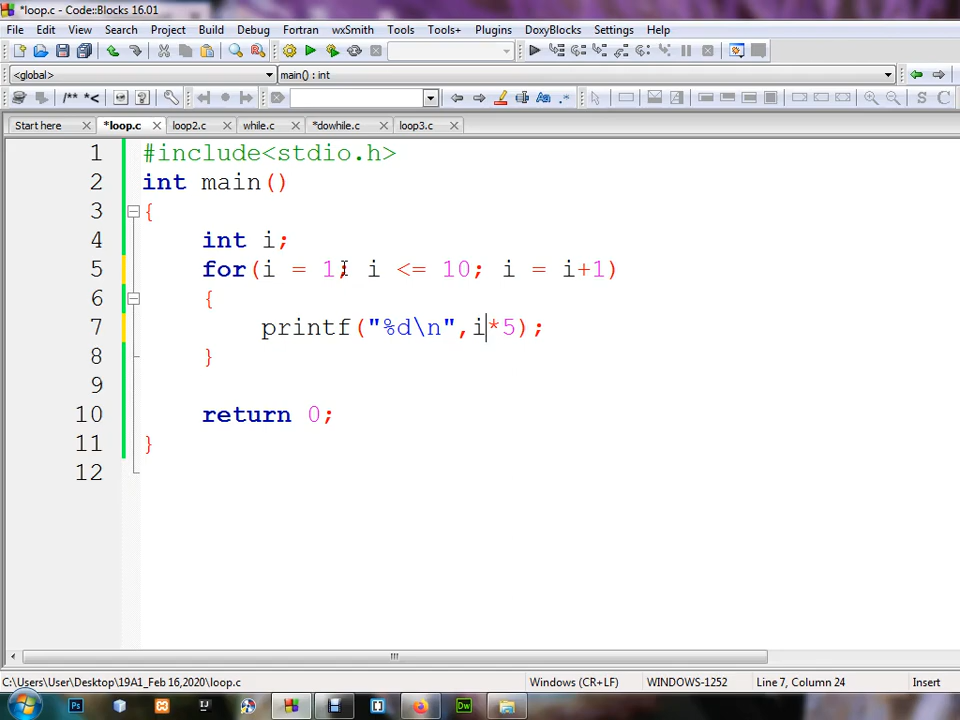 *loop.c - Code::Blocks 16.01
File Edit View Search Project Build Debug Fortran wxSmith Tools Tools+ Plugins DoxyBlocks Settings Help
<global> main() : int
/** *< S C
Start here *loop.c loop2.c while.c *dowhile.c loop3.c
1 #include<stdio.h>
2 int main()
3 {
4 int i;
5 for(i = 1; i <= 10; i = i+1)
6 {
7 printf("%d\n",i*5);
8 }
9
10 return 0;
11 }
12
C:\Users\User\Desktop\19A1_Feb 16,2020\loop.c Windows (CR+LF) WINDOWS-1252 Line 7, Column 24 Insert
Ps IJ Dw